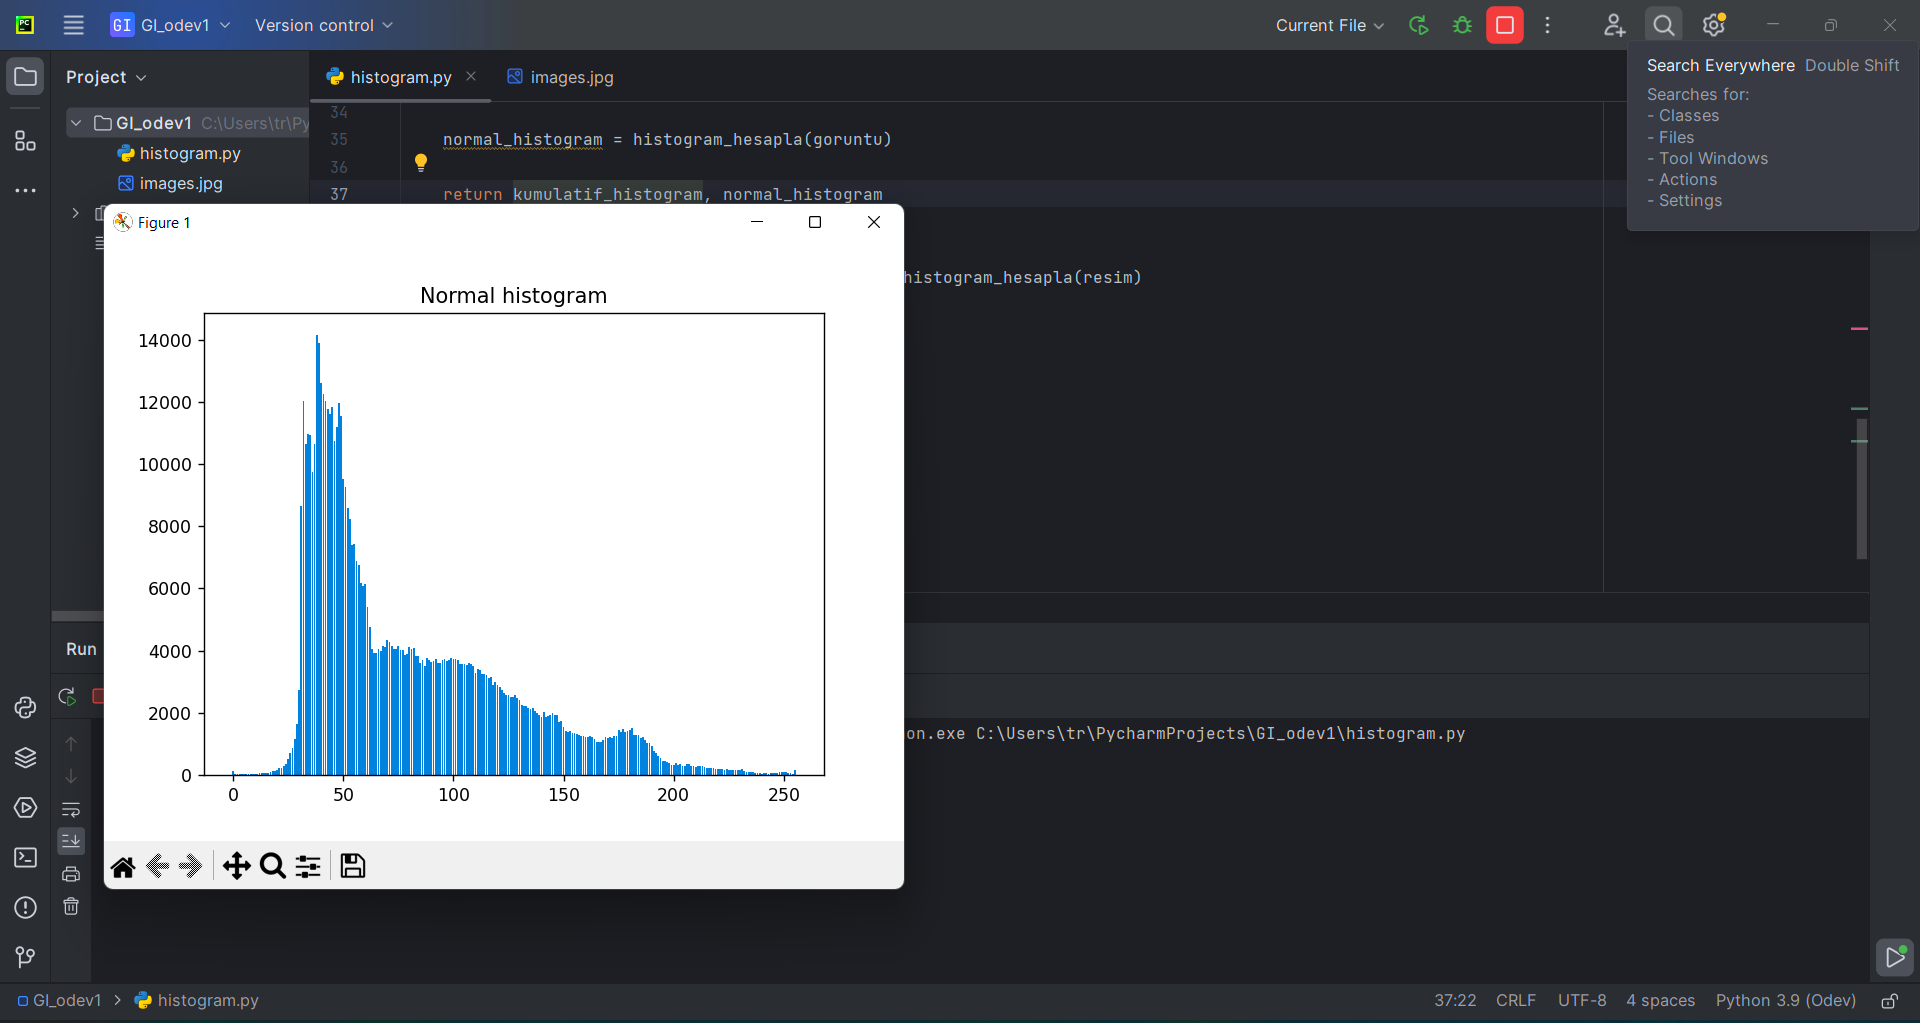 PC GI GI_odev1 Version control Current File
Project histogram.py images.jpg
Search Everywhere Double Shift
Searches for:
- Classes
- Files
- Tool Windows
- Actions
- Settings
GI_odev1 C:\Users\tr\Py
histogram.py
images.jpg
34
35 normal_histogram = histogram_hesapla(goruntu)
36
37 return kumulatif_histogram, normal_histogram
histogram_hesapla(resim)
Figure 1
Normal histogram
14000
12000
10000
8000
6000
4000
2000
0
0 50 100 150 200 250
Run
on.exe C:\Users\tr\PycharmProjects\GI_odev1\histogram.py
GI_odev1 > histogram.py 37:22 CRLF UTF-8 4 spaces Python 3.9 (Odev)